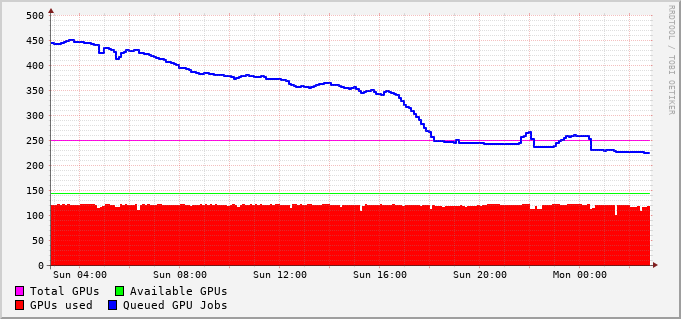 RRDTOOL / TOBI OETIKER
500
450
400
350
300
250
200
150
100
50
0
Sun 04:00 Sun 08:00 Sun 12:00 Sun 16:00 Sun 20:00 Mon 00:00
Total GPUs Available GPUs
GPUs used Queued GPU Jobs